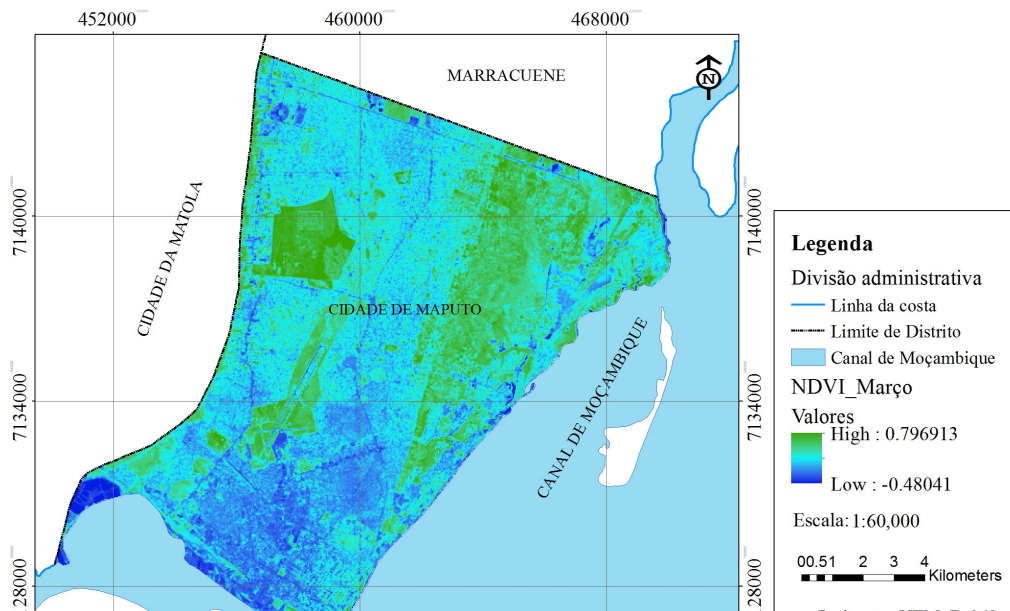 452000 460000 468000
MARRACUENE
N
CIDADE DA MATOLA
7140000
7140000
CIDADE DE MAPUTO
CANAL DE MOÇAMBIQUE
7134000
7134000
280000
280000
Legenda
Divisão administrativa
Linha da costa
Limite de Distrito
Canal de Moçambique
NDVI_Março
Valores
High : 0.796913
Low : -0.48041
Escala: 1:60,000
00.51 2 3 4
Kilometers